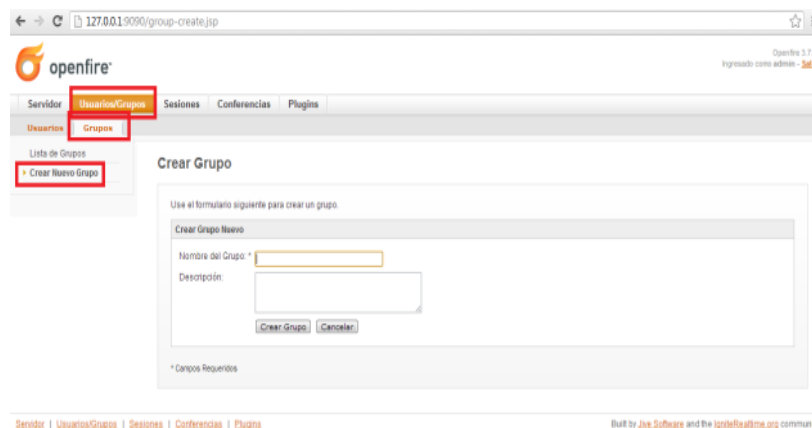 127.0.0.1:9090/group-create.jsp
openfire
Openfire 3.7
Ingresado como admin - Sal
Servidor Usuarios/Grupos Sesiones Conferencias Plugins
Usuarios Grupos
Lista de Grupos
Crear Nuevo Grupo
Crear Grupo
Use el formulario siguiente para crear un grupo.
Crear Grupo Nuevo
Nombre del Grupo: *
Descripción:
Crear Grupo Cancelar
* Campos Requeridos
Servidor | Usuarios/Grupos | Sesiones | Conferencias | Plugins
Built by Jive Software and the IgniteRealtime.org commun